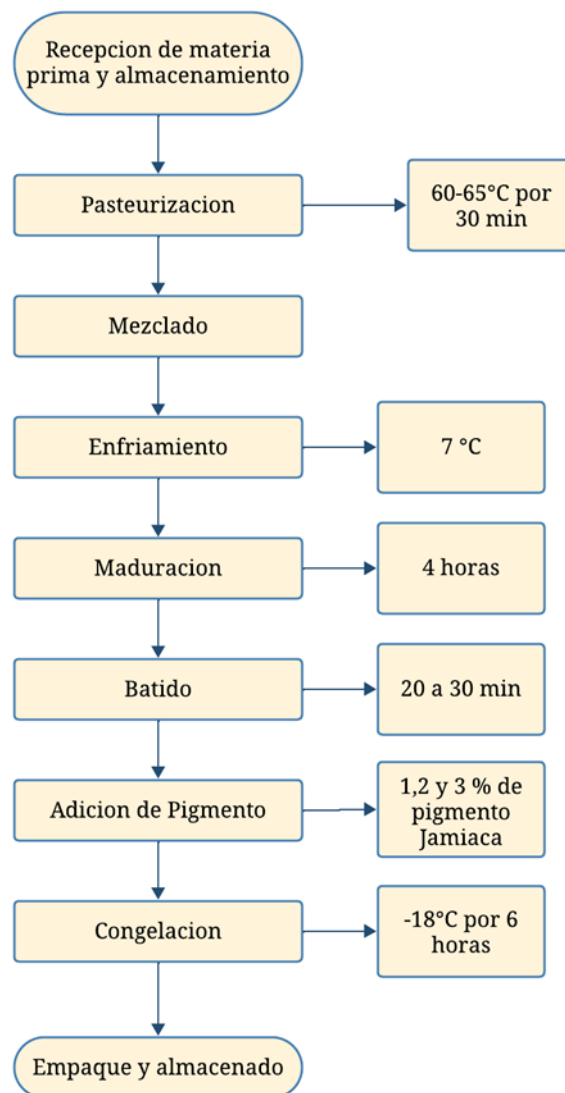 Recepcion de materia
prima y almacenamiento
Pasteurizacion
60-65°C por
30 min
Mezclado
Enfriamiento
7 °C
Maduracion
4 horas
Batido
20 a 30 min
Adicion de Pigmento
1,2 y 3 % de
pigmento
Jamiaca
Congelacion
-18°C por 6
horas
Empaque y almacenado